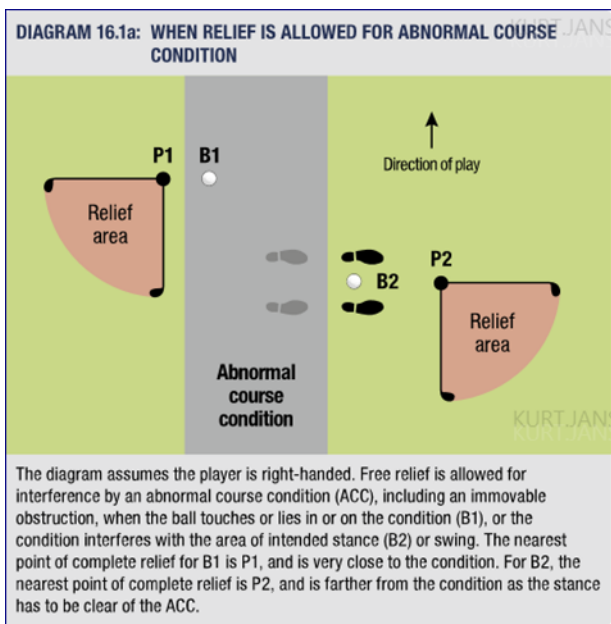 DIAGRAM 16.1a: WHEN RELIEF IS ALLOWED FOR ABNORMAL COURSE
CONDITION
KURT.JANS
P1
B1
Direction of play
Relief
area
B2
P2
Relief
area
Abnormal
course
condition
KURT.JANS
The diagram assumes the player is right-handed. Free relief is allowed for
interference by an abnormal course condition (ACC), including an immovable
obstruction, when the ball touches or lies in or on the condition (B1), or the
condition interferes with the area of intended stance (B2) or swing. The nearest
point of complete relief for B1 is P1, and is very close to the condition. For B2, the
nearest point of complete relief is P2, and is farther from the condition as the stance
has to be clear of the ACC.